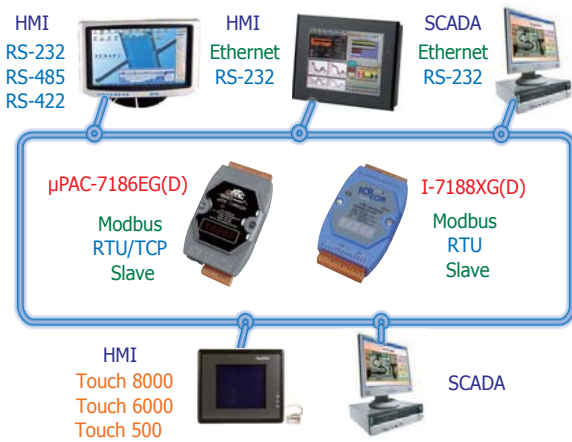 HMI
RS-232
RS-485
RS-422
HMI
Ethernet
RS-232
SCADA
Ethernet
RS-232
µPAC-7186EG(D)
Modbus
RTU/TCP
Slave
I-7188XG(D)
Modbus
RTU
Slave
HMI
Touch 8000
Touch 6000
Touch 500
SCADA